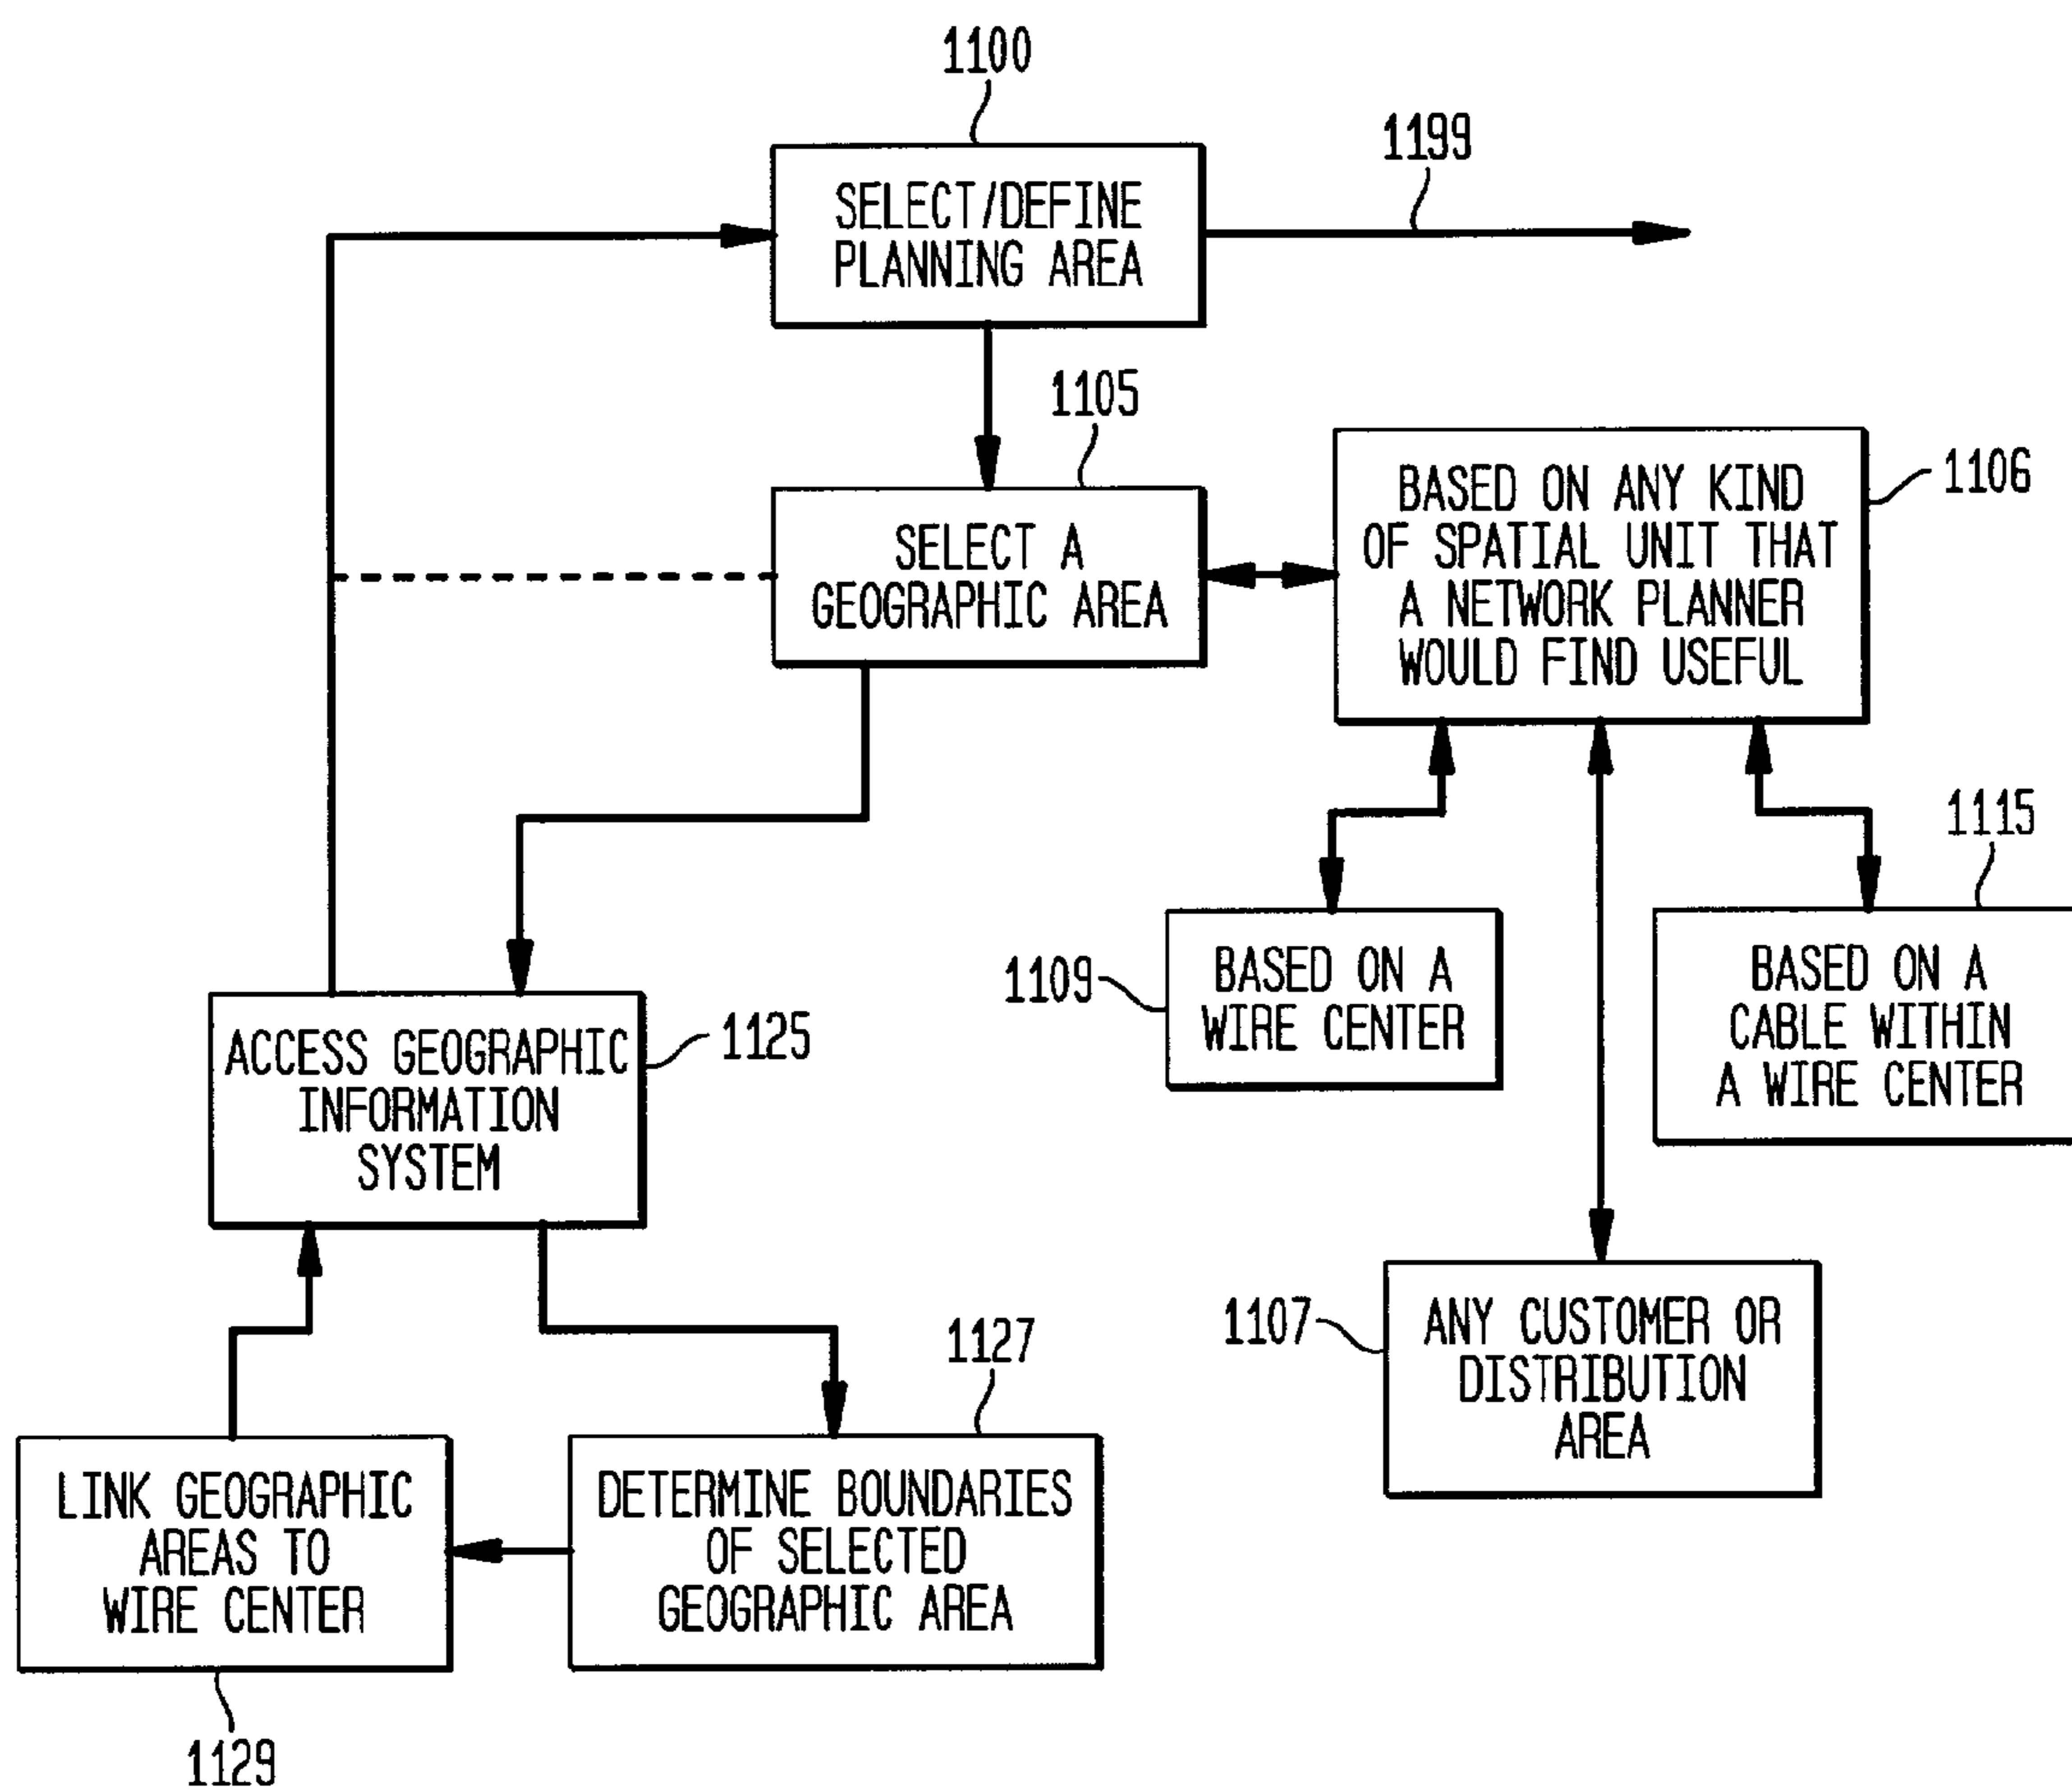 1100
1199
SELECT/DEFINE
PLANNING AREA
1105
SELECT A
GEOGRAPHIC AREA
BASED ON ANY KIND
OF SPATIAL UNIT THAT
A NETWORK PLANNER
WOULD FIND USEFUL
1106
1115
1109
BASED ON A
WIRE CENTER
BASED ON A
CABLE WITHIN
A WIRE CENTER
ACCESS GEOGRAPHIC
INFORMATION
SYSTEM
1125
1107
ANY CUSTOMER OR
DISTRIBUTION
AREA
1127
LINK GEOGRAPHIC
AREAS TO
WIRE CENTER
DETERMINE BOUNDARIES
OF SELECTED
GEOGRAPHIC AREA
1129